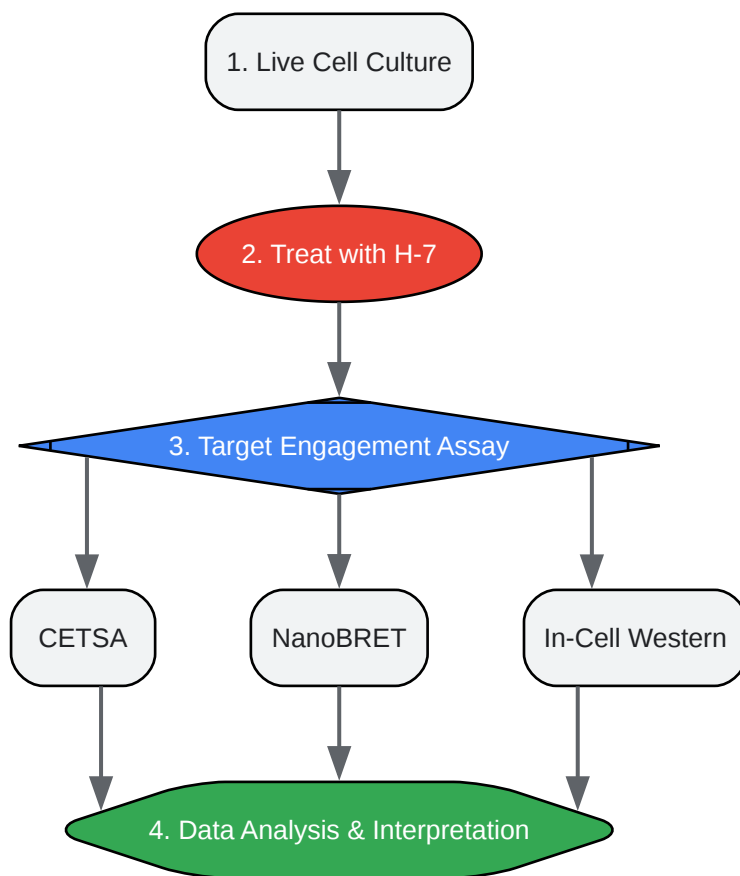 1. Live Cell Culture
2. Treat with H-7
3. Target Engagement Assay
CETSA
NanoBRET
In-Cell Western
4. Data Analysis & Interpretation